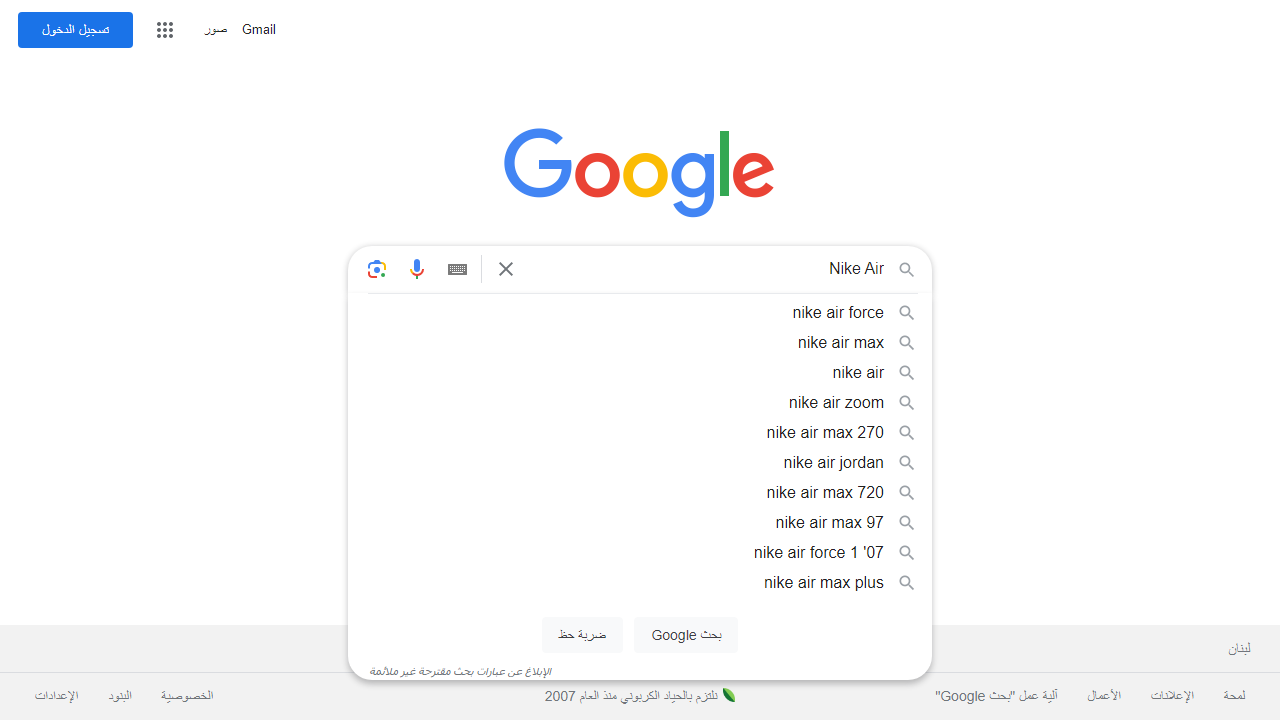 Gmail
صور
تسجيل الدخول
Google
Nike Air
nike air force
nike air max
nike air
nike air zoom
nike air max 270
nike air jordan
nike air max 720
nike air max 97
nike air force 1 '07
nike air max plus
بحث Google
ضربة حظ
الإبلاغ عن عبارات بحث مقترحة غير ملائمة
لبنان
لمحة
الإعلانات
الأعمال
آلية عمل "بحث Google"
نلتزم بالحياد الكربوني منذ العام 2007
الخصوصية
البنود
الإعدادات